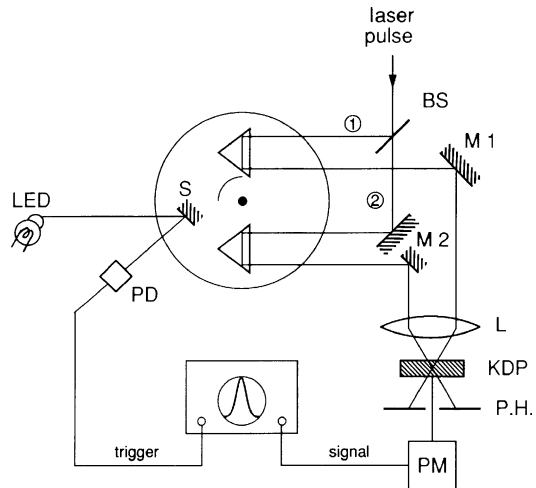 laser
pulse
BS
①
M 1
S
LED
②
M 2
PD
L
KDP
P.H.
trigger
signal
PM